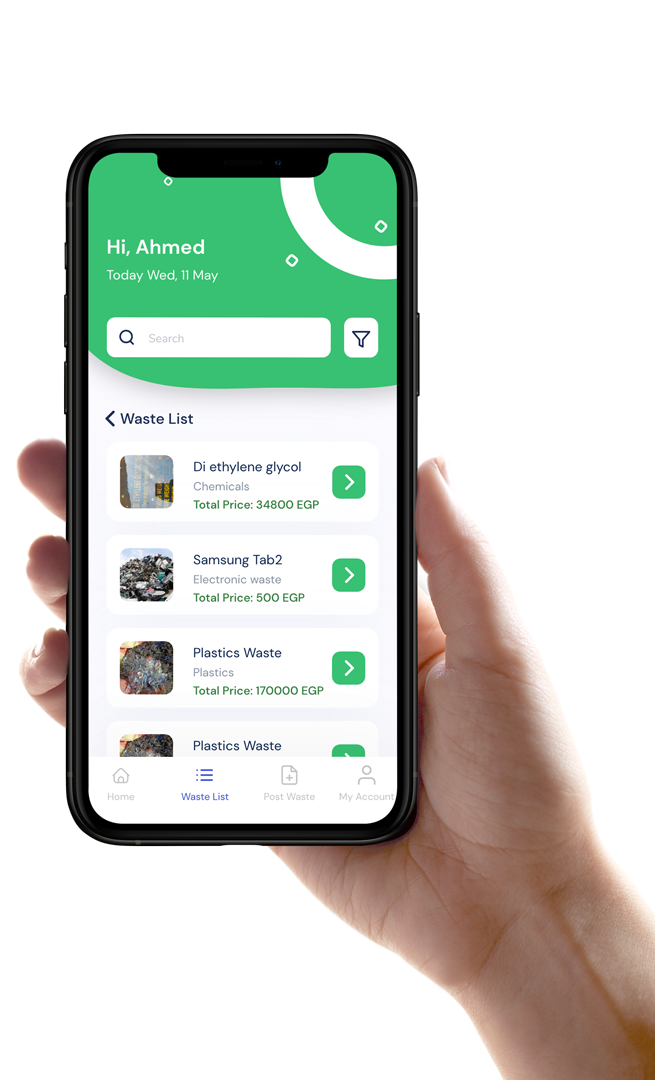 Hi, Ahmed
Today Wed, 11 May
Search
Waste List
Di ethylene glycol
Chemicals
Total Price: 34800 EGP
Samsung Tab2
Electronic waste
Total Price: 500 EGP
Plastics Waste
Plastics
Total Price: 170000 EGP
Plastics Waste
Home
Waste List
Post Waste
My Account